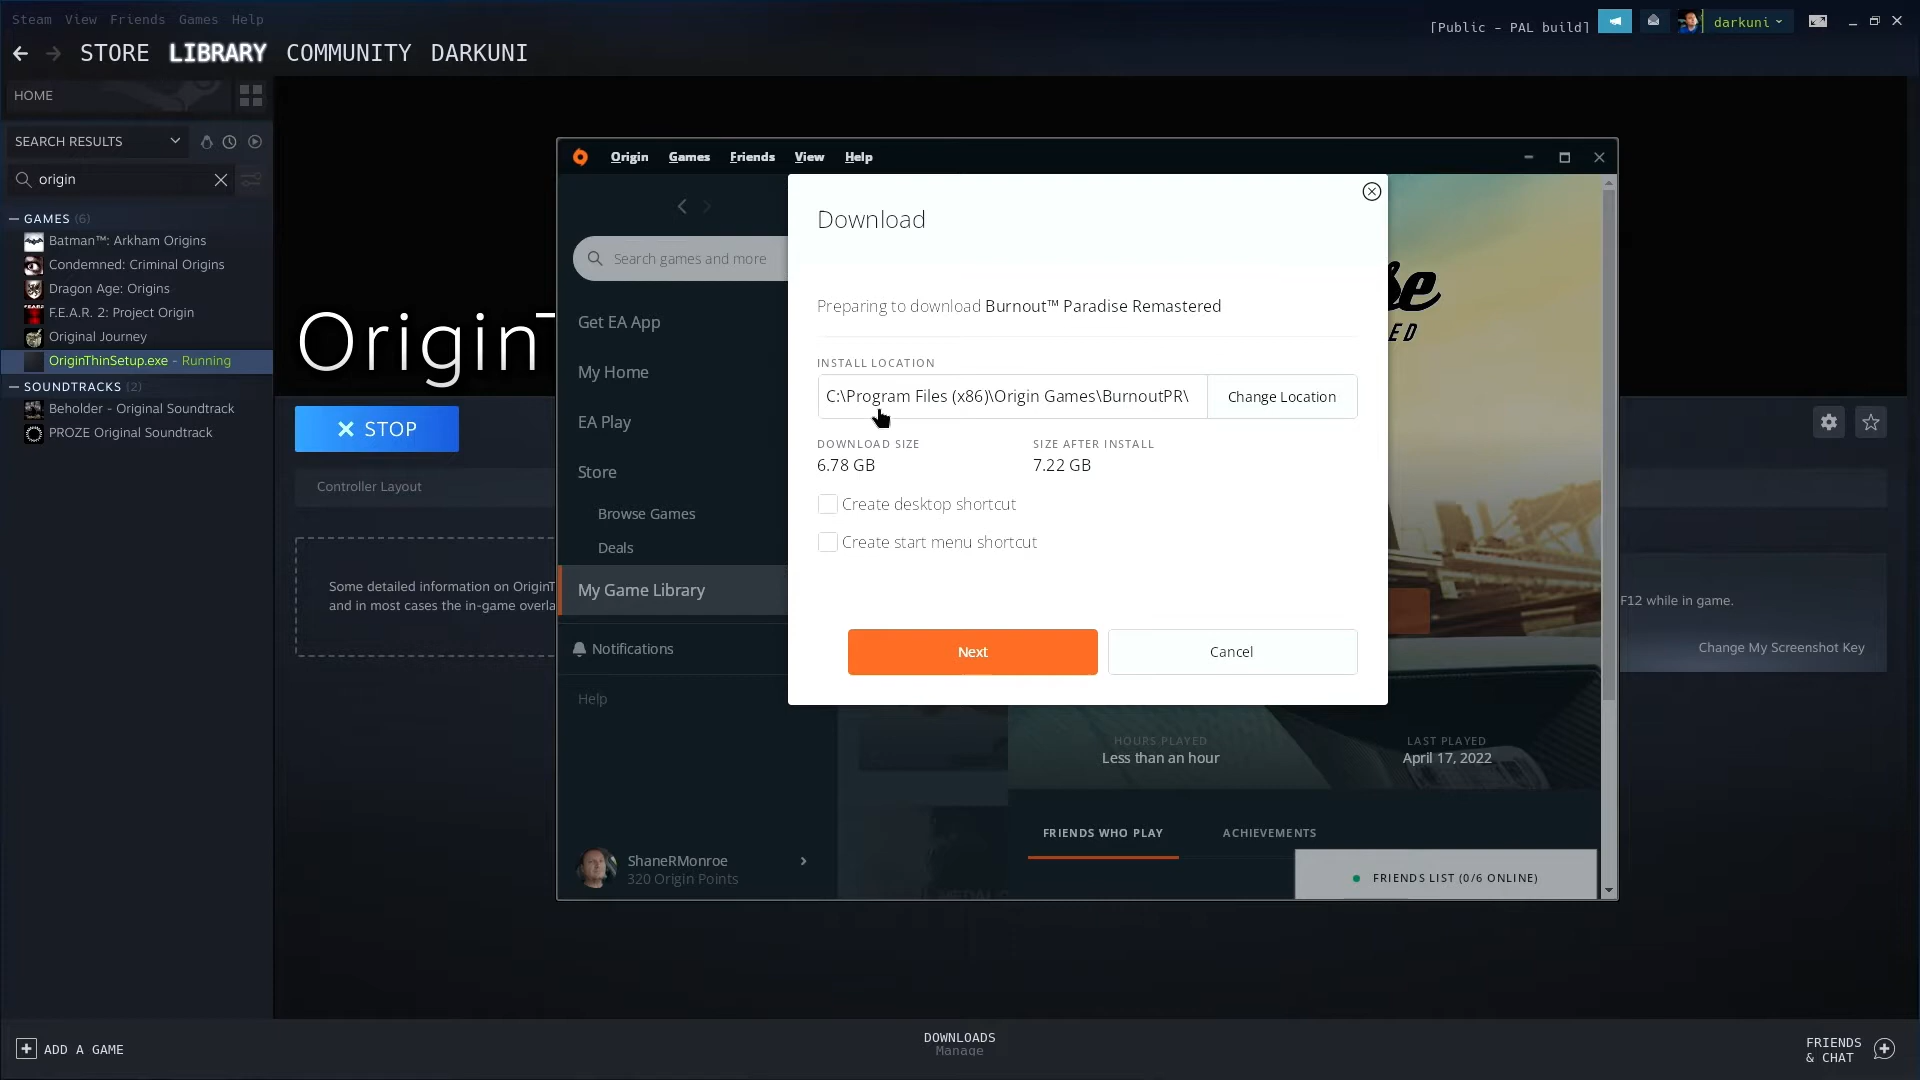 Steam View Friends Games Help
[Public - PAL build]
darkuni
STORE LIBRARY COMMUNITY DARKUNI
HOME
SEARCH RESULTS
origin
— GAMES (6)
Batman™: Arkham Origins
Condemned: Criminal Origins
Dragon Age: Origins
F.E.A.R. 2: Project Origin
Original Journey
OriginThinSetup.exe - Running
— SOUNDTRACKS (2)
Beholder - Original Soundtrack
PROZE Original Soundtrack
OriginT
STOP
Controller Layout
Some detailed information on OriginT
and in most cases the in-game overla
F12 while in game.
Change My Screenshot Key
Origin Games Friends View Help
Search games and more
Get EA App
My Home
EA Play
Store
Browse Games
Deals
My Game Library
Notifications
Help
ShaneRMonroe
320 Origin Points
Download
Preparing to download Burnout™ Paradise Remastered
INSTALL LOCATION
C:\Program Files (x86)\Origin Games\BurnoutPR\
Change Location
DOWNLOAD SIZE
6.78 GB
SIZE AFTER INSTALL
7.22 GB
Create desktop shortcut
Create start menu shortcut
Next
Cancel
se
ED
HOURS PLAYED
Less than an hour
LAST PLAYED
April 17, 2022
FRIENDS WHO PLAY
ACHIEVEMENTS
FRIENDS LIST (0/6 ONLINE)
ADD A GAME
DOWNLOADS
Manage
FRIENDS
& CHAT